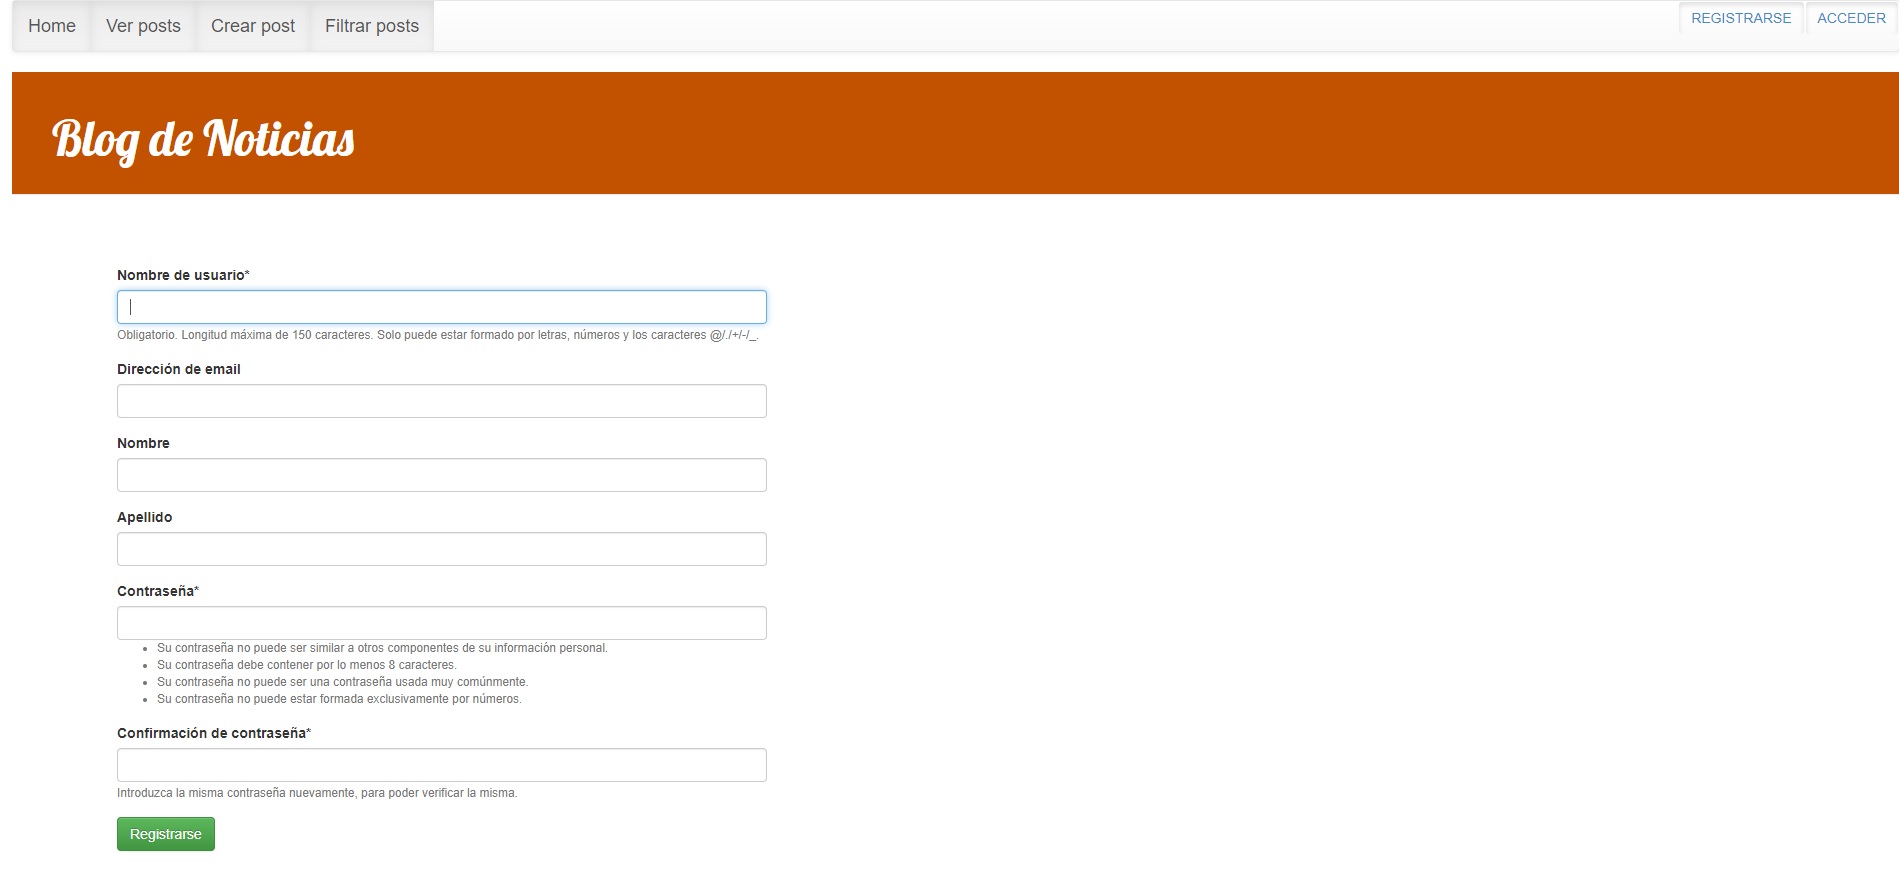 Home Ver posts Crear post Filtrar posts REGISTRARSE ACCEDER
Blog de Noticias
Nombre de usuario*
Obligatorio. Longitud máxima de 150 caracteres. Solo puede estar formado por letras, números y los caracteres @/./+/-/_.
Dirección de email
Nombre
Apellido
Contraseña*
Su contraseña no puede ser similar a otros componentes de su información personal.
Su contraseña debe contener por lo menos 8 caracteres.
Su contraseña no puede ser una contraseña usada muy comúnmente.
Su contraseña no puede estar formada exclusivamente por números.
Confirmación de contraseña*
Introduzca la misma contraseña nuevamente, para poder verificar la misma.
Registrarse